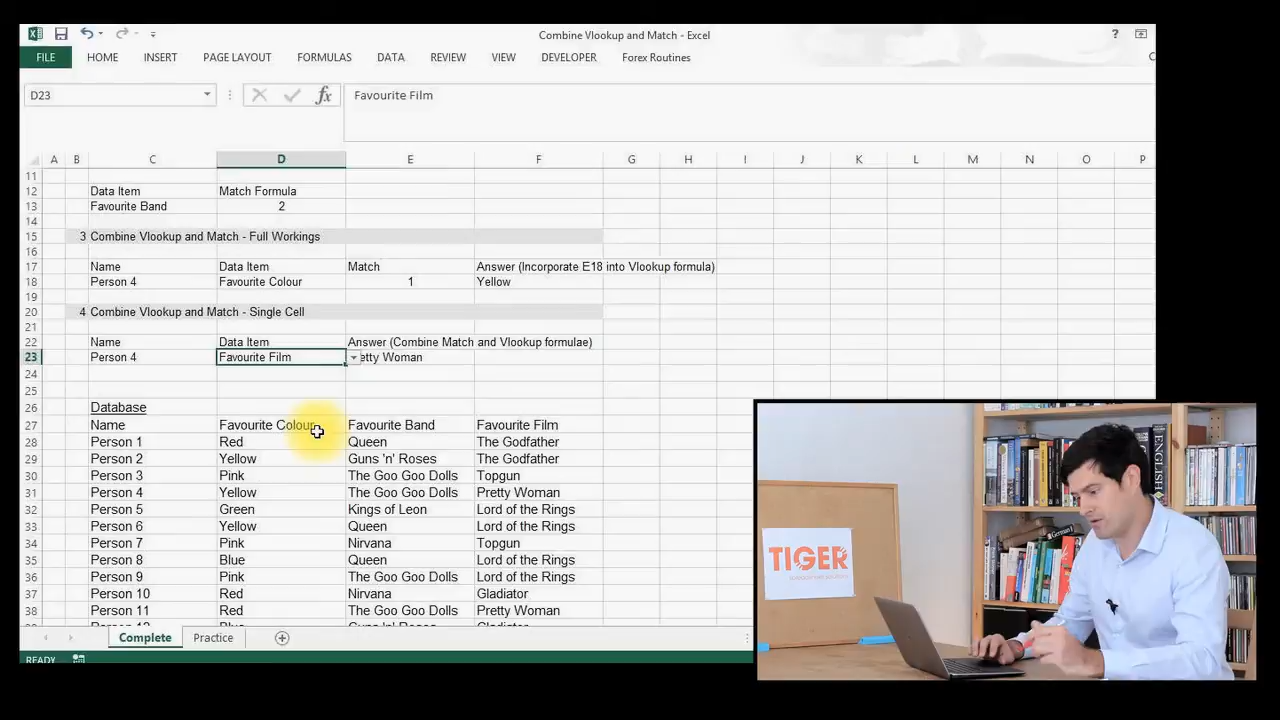 Combine Vlookup and Match - Excel
?
FILE HOME INSERT PAGE LAYOUT FORMULAS DATA REVIEW VIEW DEVELOPER Forex Routines
D23 fx Favourite Film
A B C D E F G H I J K L M N O P
11
12 Data Item Match Formula
13 Favourite Band 2
14
15 3 Combine Vlookup and Match - Full Workings
16
17 Name Data Item Match Answer (Incorporate E18 into Vlookup formula)
18 Person 4 Favourite Colour 1 Yellow
19
20 4 Combine Vlookup and Match - Single Cell
21
22 Name Data Item Answer (Combine Match and Vlookup formulae)
23 Person 4 Favourite Film etty Woman
24
25
26 Database
27 Name Favourite Colour Favourite Band Favourite Film
28 Person 1 Red Queen The Godfather
29 Person 2 Yellow Guns 'n' Roses The Godfather
30 Person 3 Pink The Goo Goo Dolls Topgun
31 Person 4 Yellow The Goo Goo Dolls Pretty Woman
32 Person 5 Green Kings of Leon Lord of the Rings
33 Person 6 Yellow Queen Lord of the Rings
34 Person 7 Pink Nirvana Topgun
35 Person 8 Blue Queen Lord of the Rings
36 Person 9 Pink The Goo Goo Dolls Lord of the Rings
37 Person 10 Red Nirvana Gladiator
38 Person 11 Red The Goo Goo Dolls Pretty Woman
Complete Practice
READY
TIGER
ENGLISH